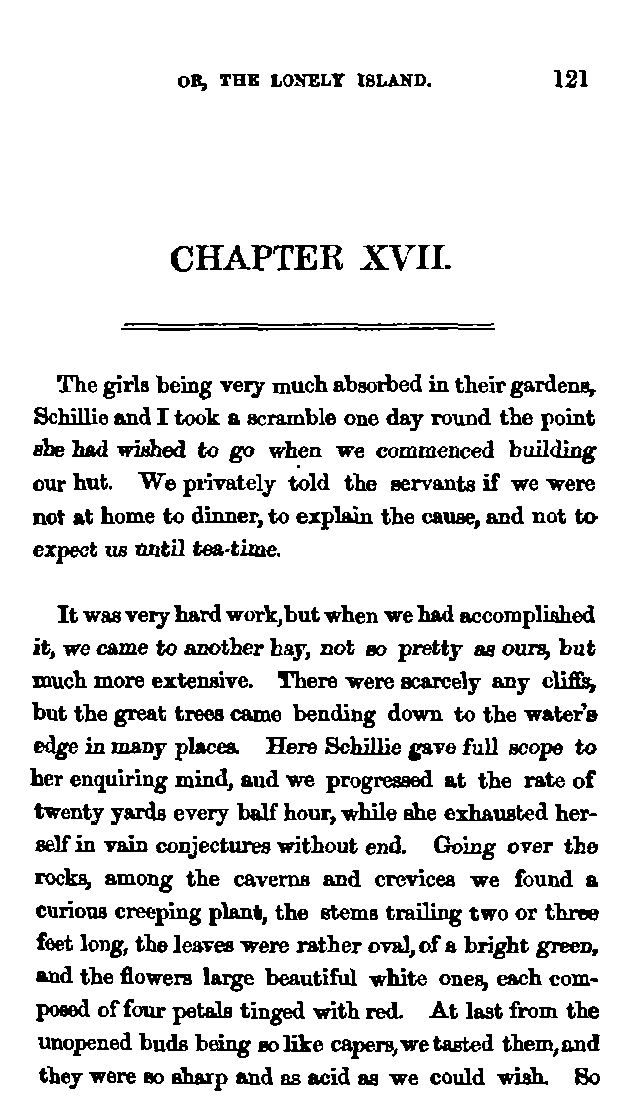 OR, THE LONELY ISLAND. 121
CHAPTER XVII.
The girls being very much absorbed in their gardens,
Schillie and I took a scramble one day round the point
she had wished to go when we commenced building
our hut. We privately told the servants if we were
not at home to dinner, to explain the cause, and not to
expect us until tea-time.
It was very hard work, but when we had accomplished
it, we came to another bay, not so pretty as ours, but
much more extensive. There were scarcely any cliffs,
but the great trees came bending down to the water's
edge in many places. Here Schillie gave full scope to
her enquiring mind, and we progressed at the rate of
twenty yards every half hour, while she exhausted her-
self in vain conjectures without end. Going over the
rocks, among the caverns and crevices we found a
curious creeping plant, the stems trailing two or three
feet long, the leaves were rather oval, of a bright green,
and the flowers large beautiful white ones, each com-
posed of four petals tinged with red. At last from the
unopened buds being so like capers, we tasted them, and
they were so sharp and as acid as we could wish. So